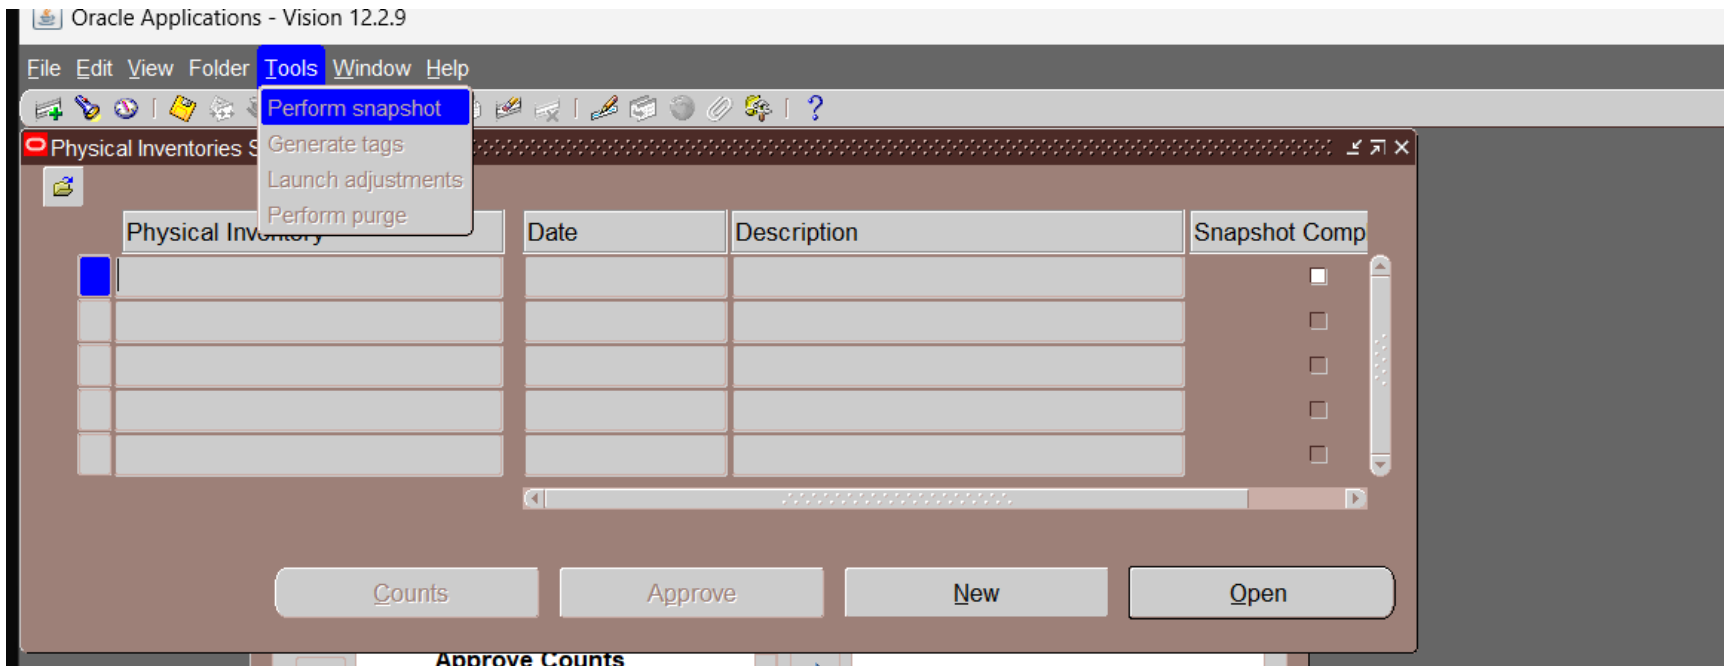 Oracle Applications - Vision 12.2.9
File Edit View Folder Tools Window Help
Perform snapshot
Generate tags
Launch adjustments
Perform purge
Physical Inventories S
Physical Inventory Date Description Snapshot Comp
Counts Approve New Open
Approve Counts